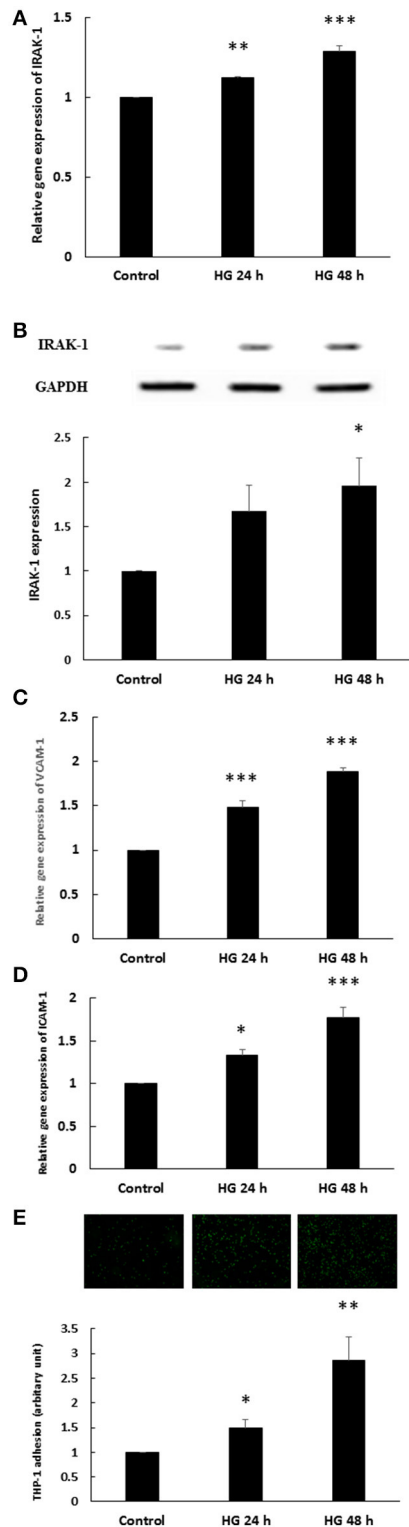 A
Relative gene expression of IRAK-1
1.5
1
0.5
0
** ***
Control HG 24 h HG 48 h
B
IRAK-1
GAPDH
IRAK-1 expression
2.5
2
1.5
1
0.5
0
*
Control HG 24 h HG 48 h
C
Relative gene expression of VCAM-1
2.5
2
1.5
1
0.5
0
*** ***
Control HG 24 h HG 48 h
D
Relative gene expression of ICAM-1
2
1.5
1
0.5
0
* ***
Control HG 24 h HG 48 h
E
THP-1 adhesion (arbitary unit)
3.5
3
2.5
2
1.5
1
0.5
0
* **
Control HG 24 h HG 48 h